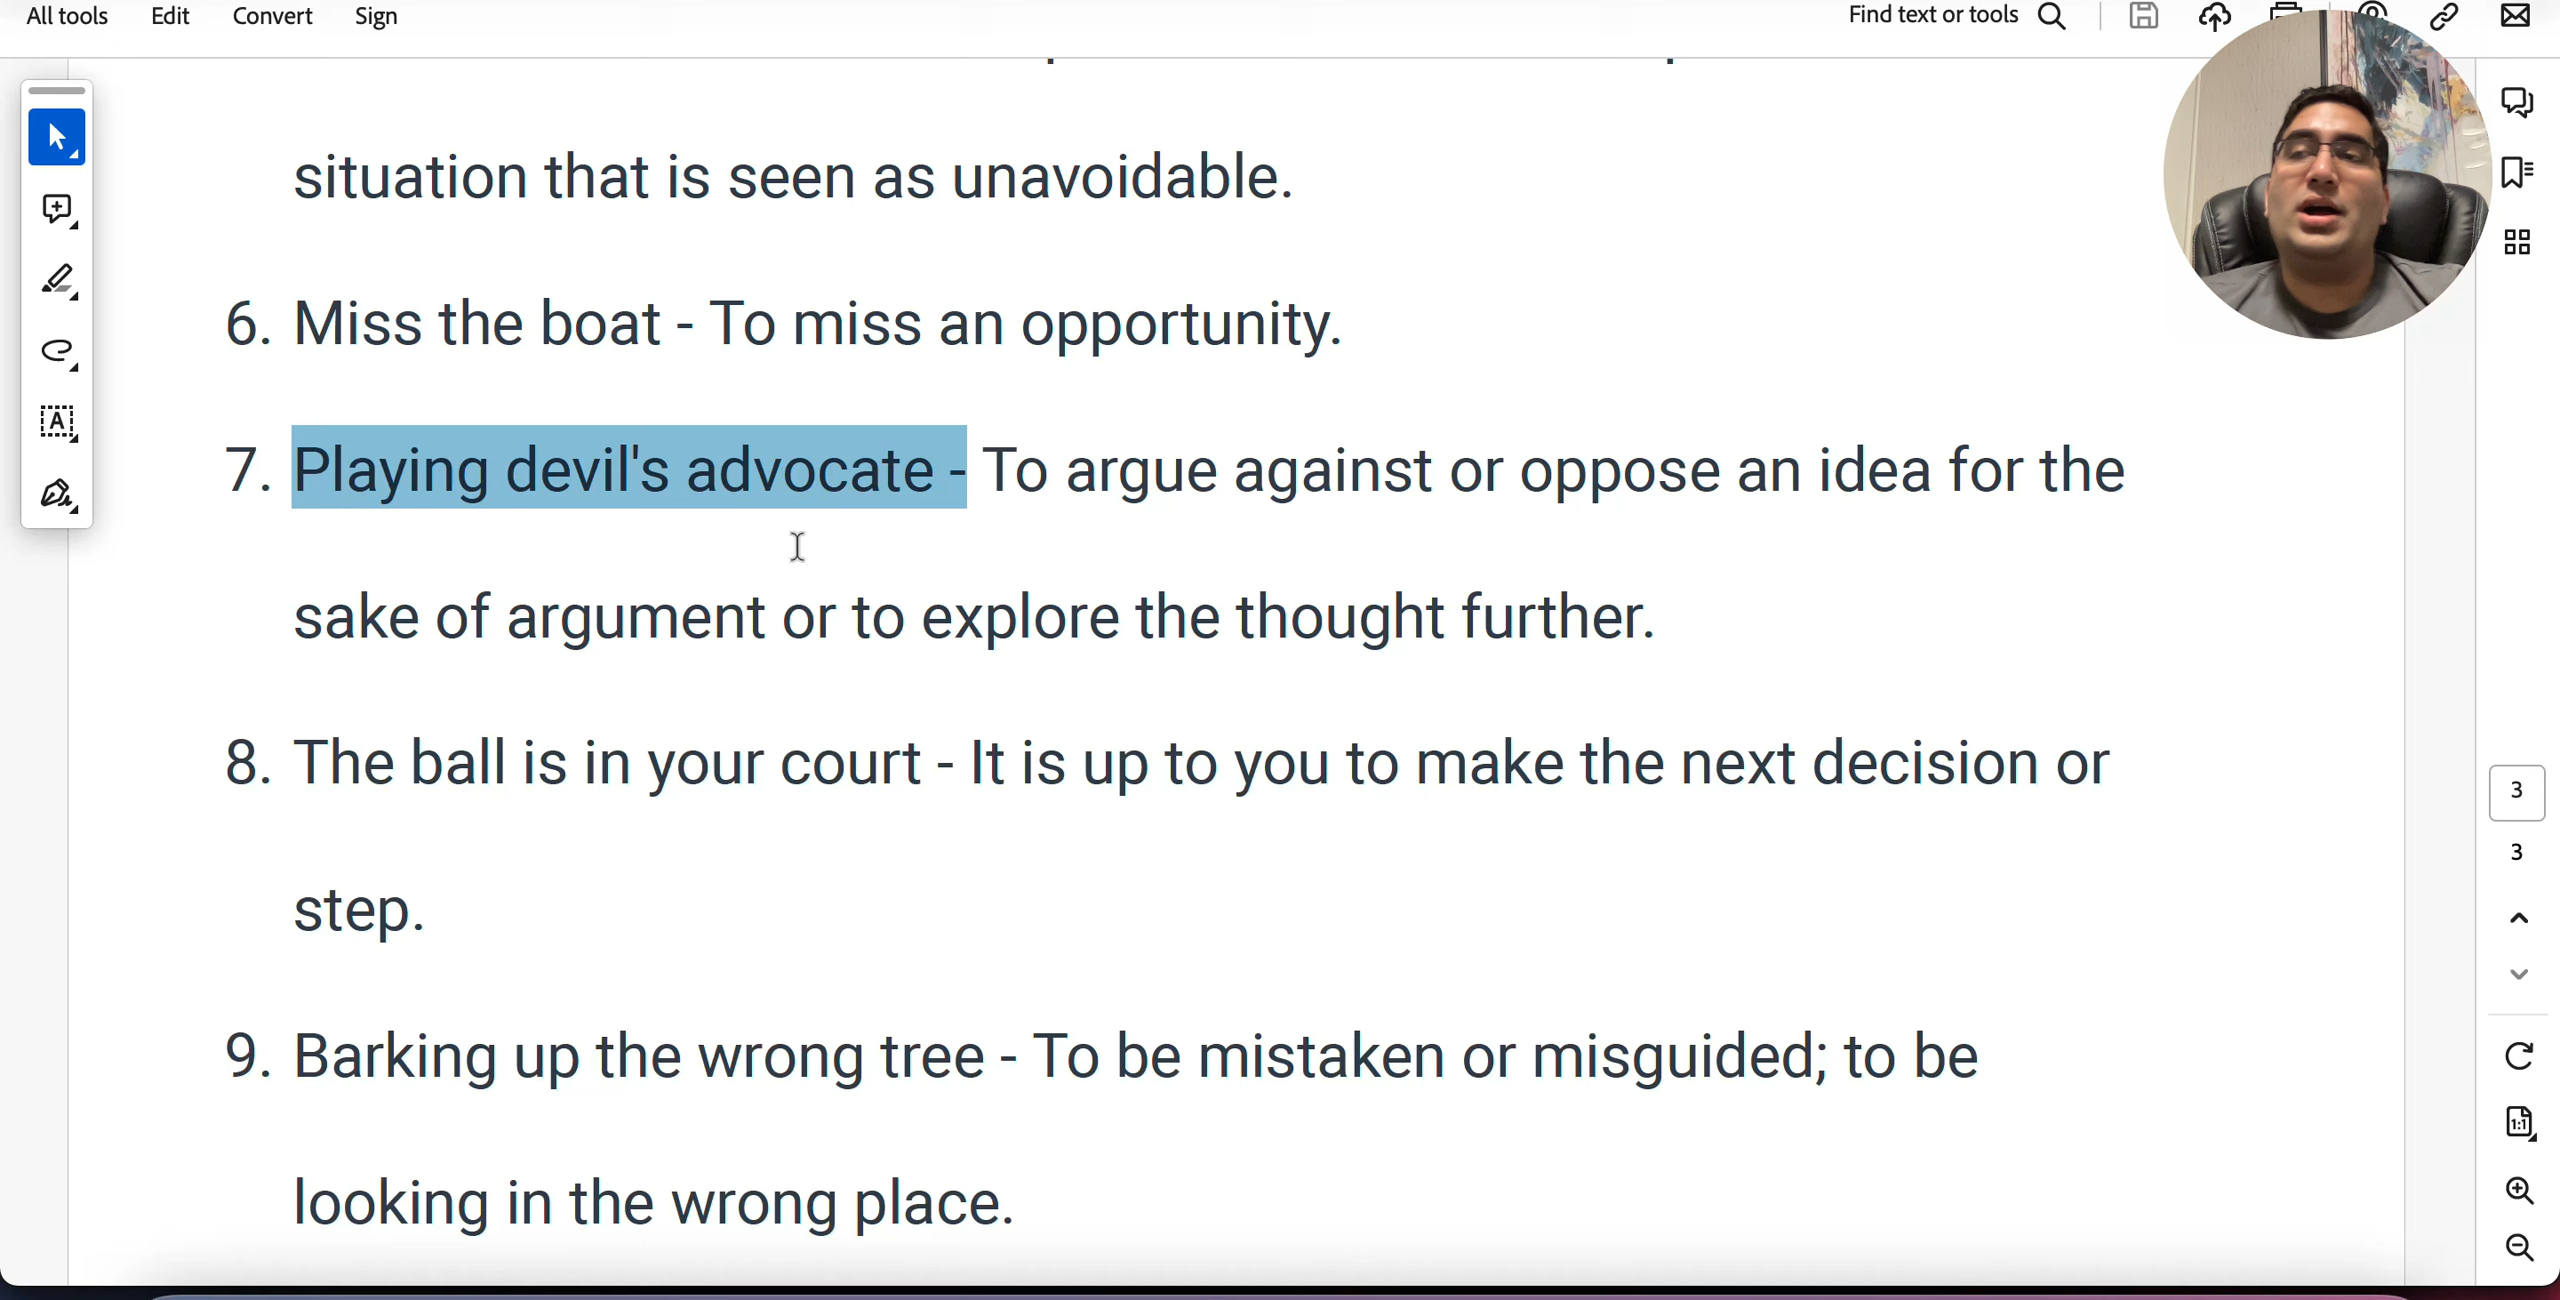 All tools Edit Convert Sign Find text or tools
situation that is seen as unavoidable.
6. Miss the boat - To miss an opportunity.
7. Playing devil's advocate - To argue against or oppose an idea for the
sake of argument or to explore the thought further.
8. The ball is in your court - It is up to you to make the next decision or
step.
9. Barking up the wrong tree - To be mistaken or misguided; to be
looking in the wrong place.
A
3
3
1:1